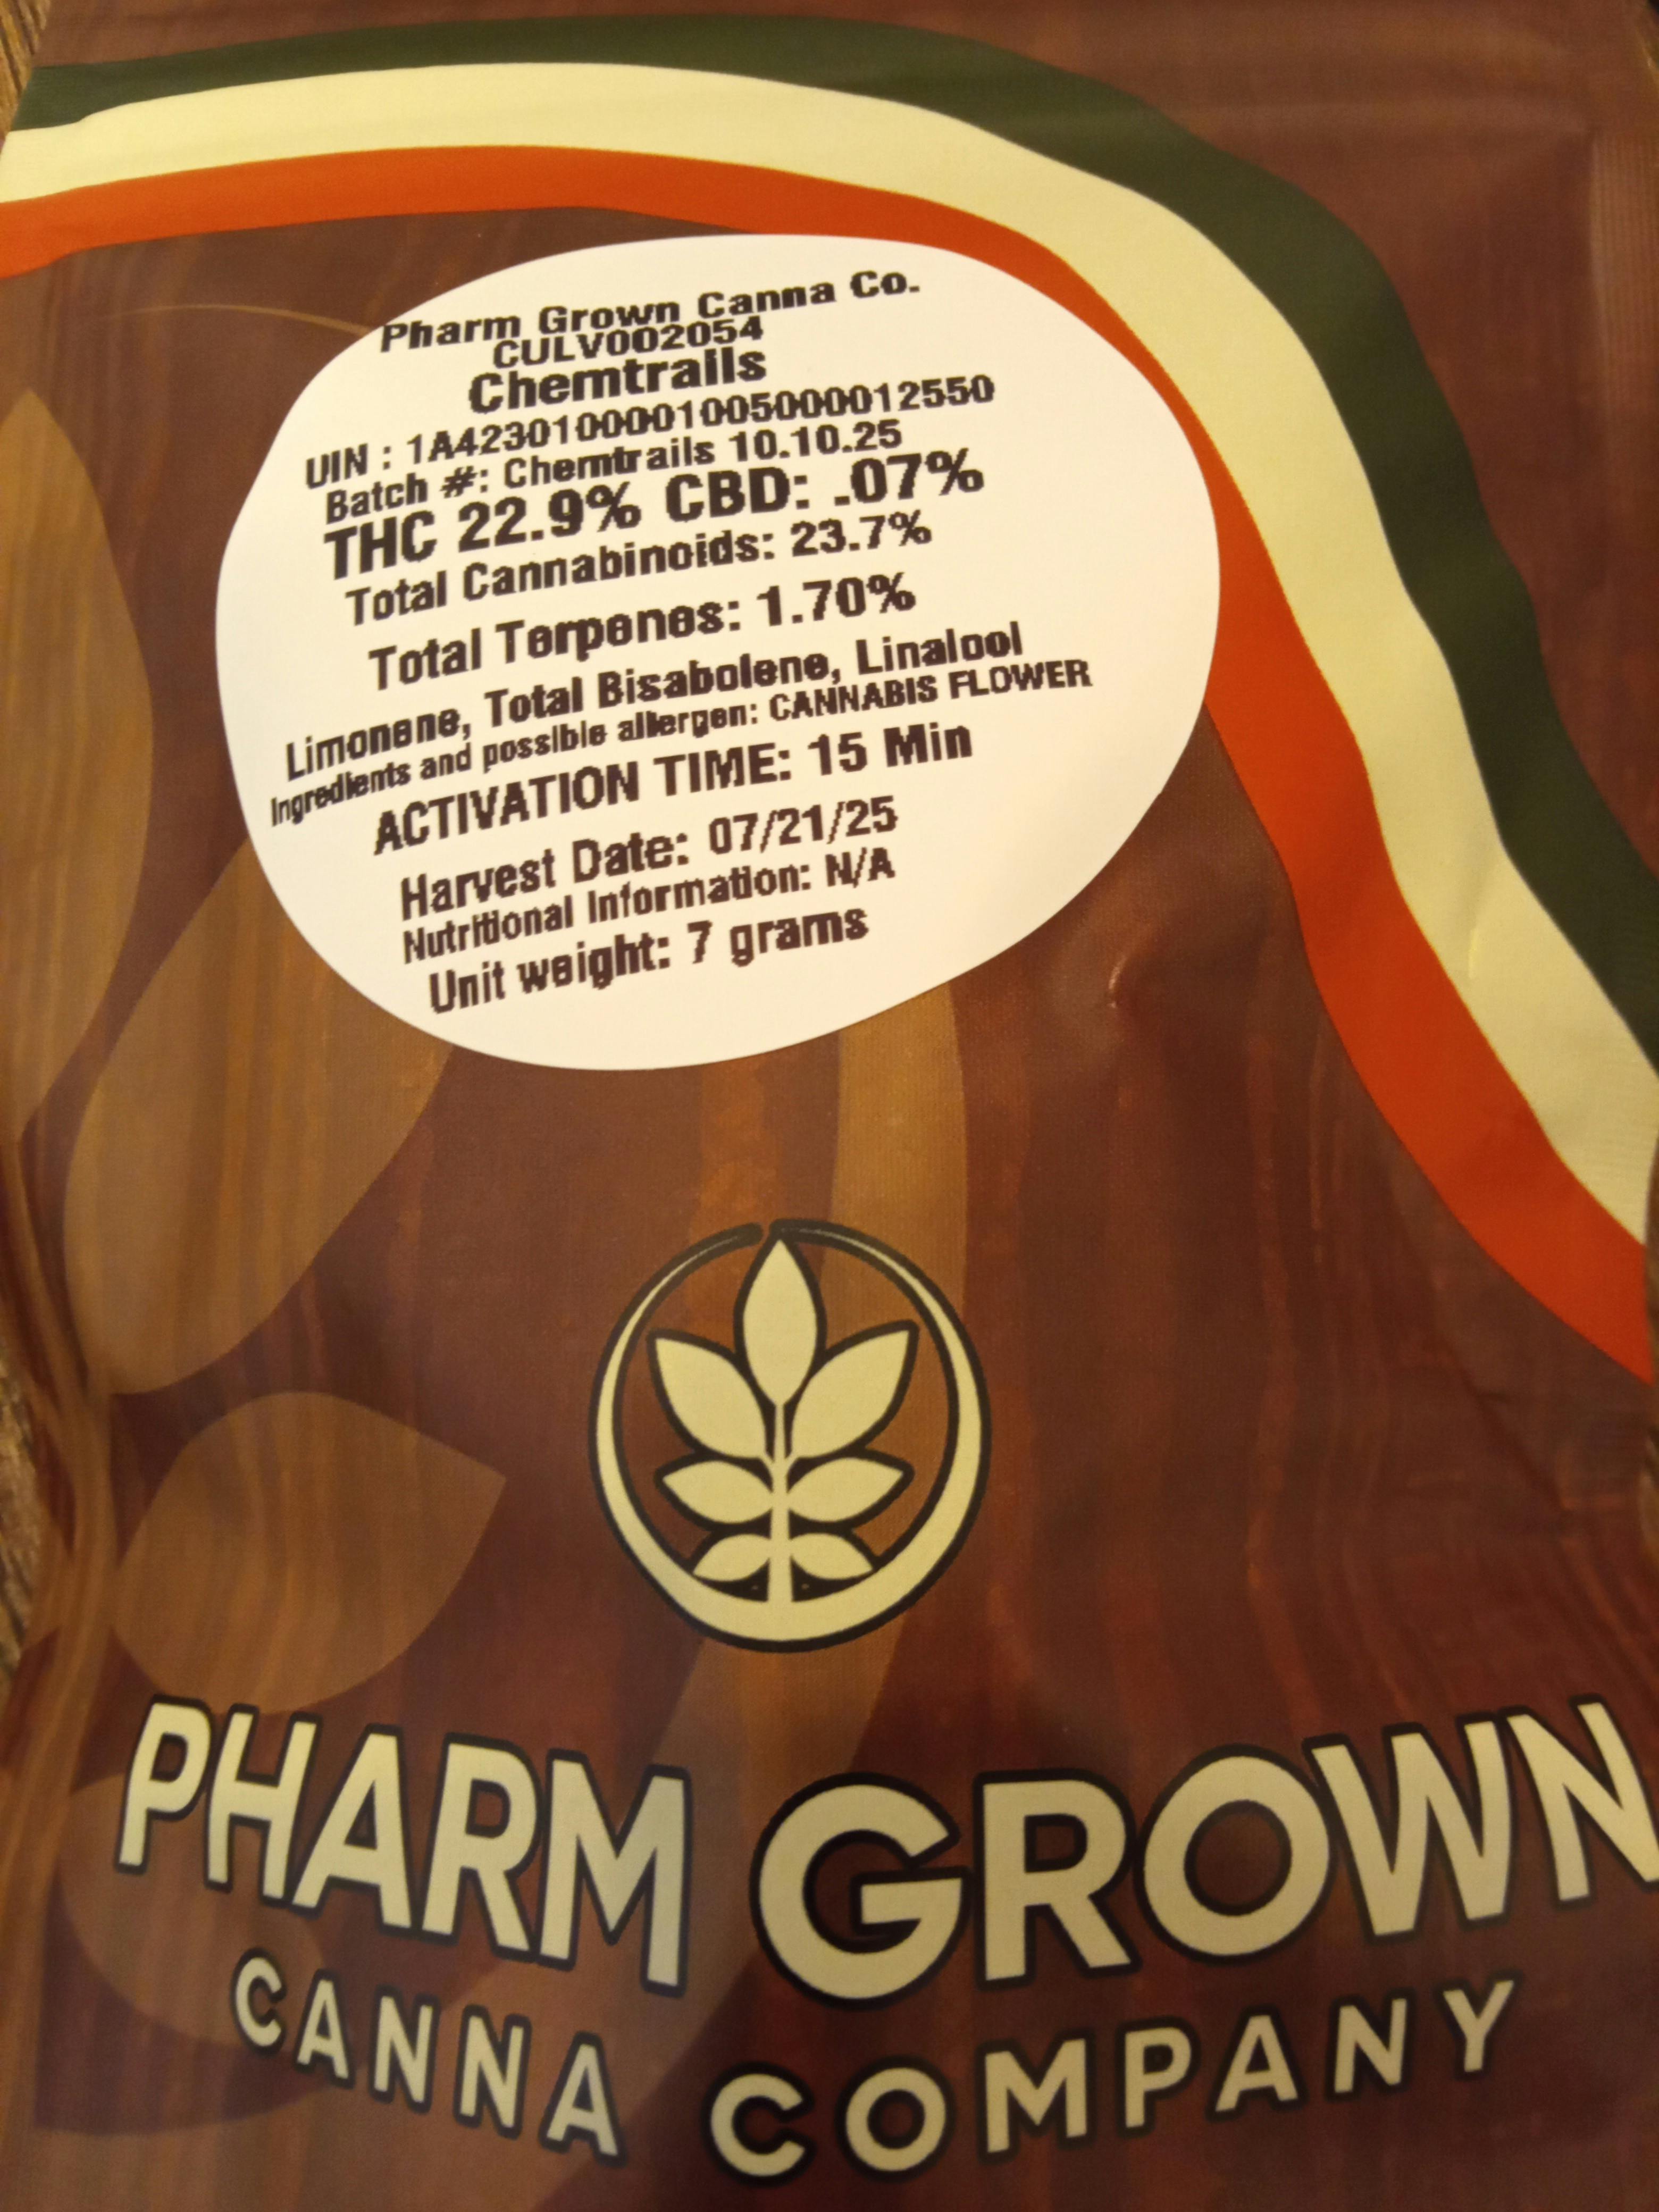 Pharm Grown Canna Co.
CULV002054
Chemtrails
UIN : 1A4230100001005000012550
Batch #: Chemtrails 10.10.25
THC 22.9% CBD: .07%
Total Cannabinoids: 23.7%
Total Terpenes: 1.70%
Limonene, Total Bisabolene, Linalool
Ingredients and possible allergen: CANNABIS FLOWER
ACTIVATION TIME: 15 Min
Harvest Date: 07/21/25
Nutritional Information: N/A
Unit weight: 7 grams
PHARM GROWN
CANNA COMPANY